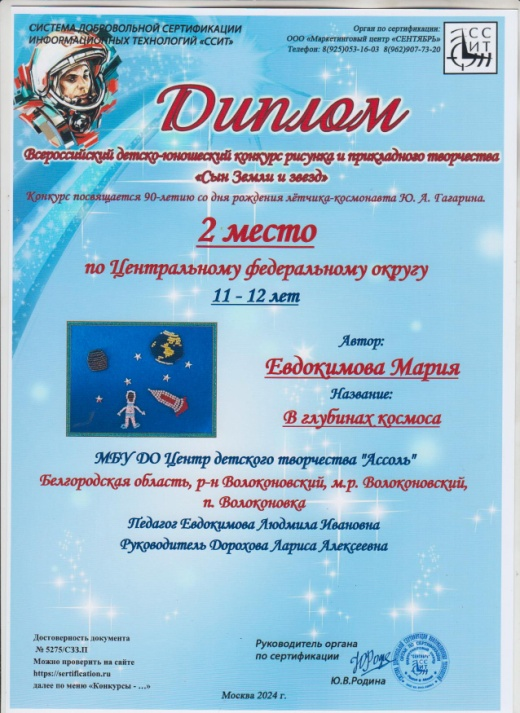 СИСТЕМА ДОБРОВОЛЬНОЙ СЕРТИФИКАЦИИ
ИНФОРМАЦИОННЫХ ТЕХНОЛОГИЙ «ССИТ»
Орган по сертификации:
ООО «Маркетинговый центр «СЕНТЯБРЬ»
Телефон: 8(925)053-16-03 8(962)907-73-20
АССИТ
Диплом
Всероссийский детско-юношеский конкурс рисунка и прикладного творчества
«Сын Земли и звезд»
Конкурс посвящается 90-летию со дня рождения лётчика-космонавта Ю. А. Гагарина.
2 место
по Центральному федеральному округу
11 - 12 лет
Автор:
Евдокимова Мария
Название:
В глубинах космоса
МБУ ДО Центр детского творчества "Ассоль"
Белгородская область, р-н Волоконовский, м.р. Волоконовский,
п. Волоконовка
Педагог Евдокимова Людмила Ивановна
Руководитель Дорохова Лариса Алексеевна
Достоверность документа
№ 5275/СЗЗ.П
Можно проверить на сайте
https://sertification.ru
далее по меню «Конкурсы - …»
Руководитель органа
по сертификации
Ю.В.Родина
Москва 2024 г.